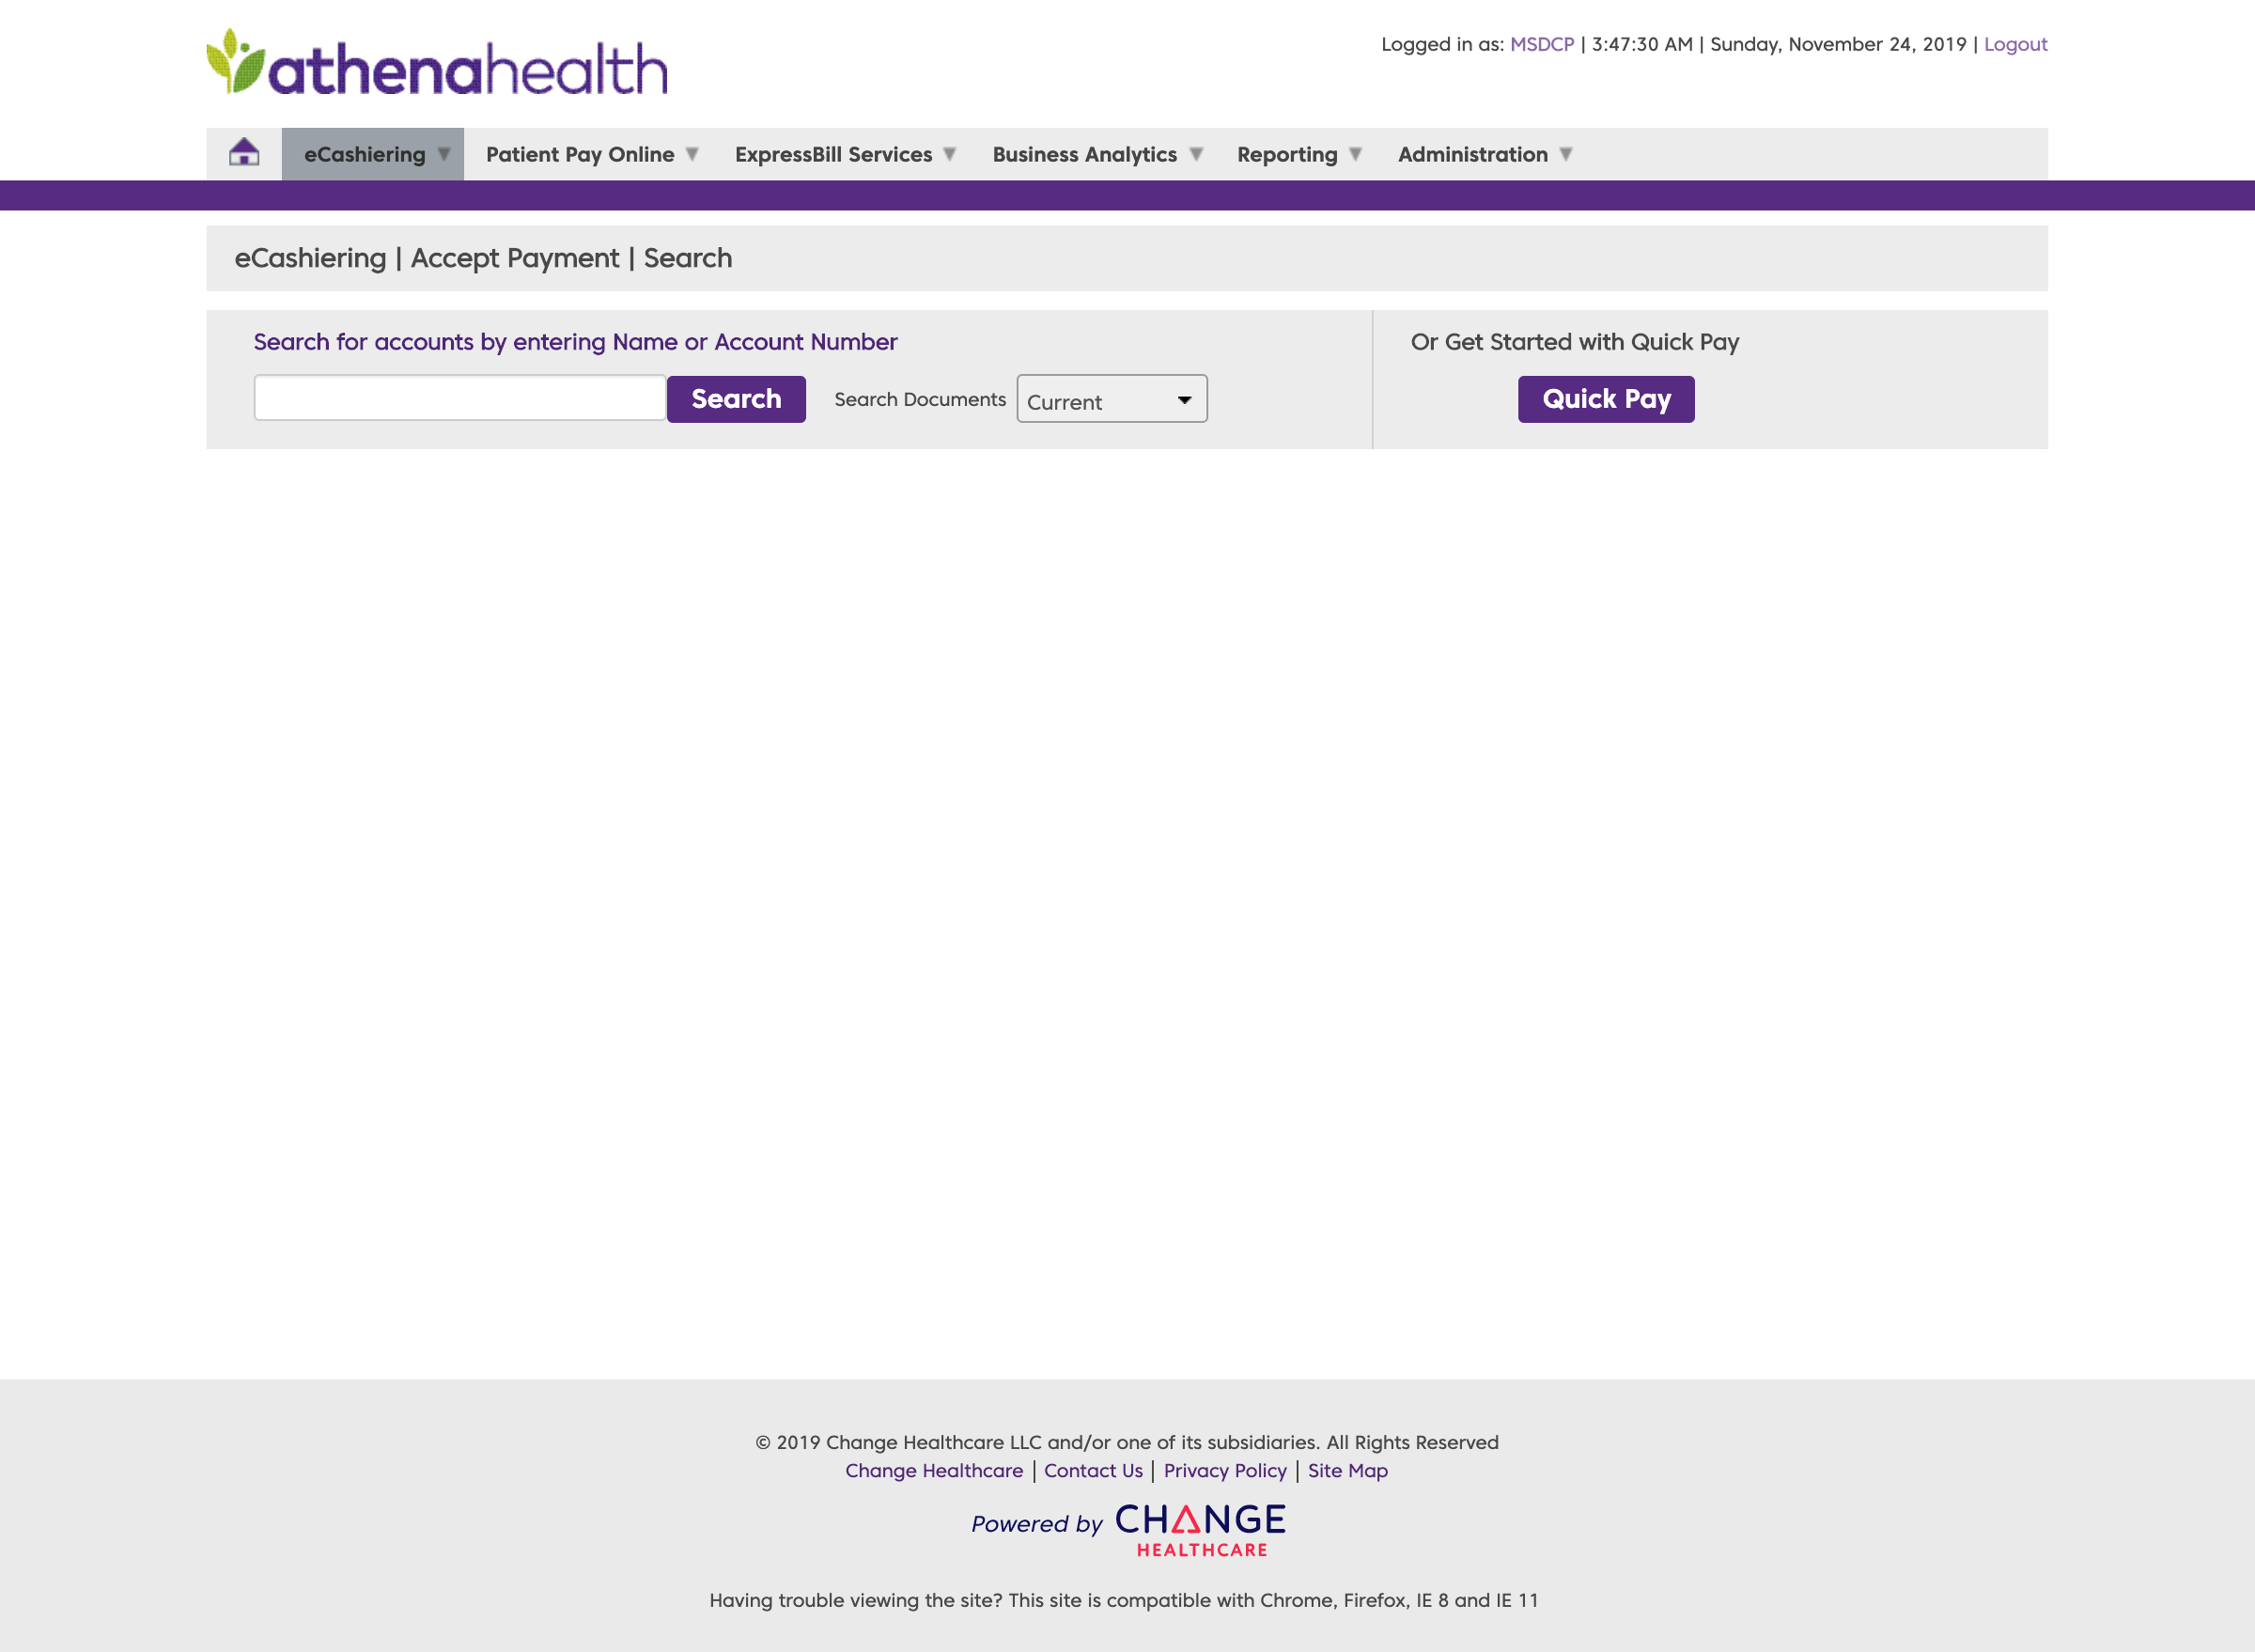 athenahealth
Logged in as: MSDCP | 3:47:30 AM | Sunday, November 24, 2019 | Logout
eCashiering Patient Pay Online ExpressBill Services Business Analytics Reporting Administration
eCashiering | Accept Payment | Search
Search for accounts by entering Name or Account Number
Or Get Started with Quick Pay
Search Search Documents Current
Quick Pay
© 2019 Change Healthcare LLC and/or one of its subsidiaries. All Rights Reserved
Change Healthcare | Contact Us | Privacy Policy | Site Map
Powered by CHANGE
HEALTHCARE
Having trouble viewing the site? This site is compatible with Chrome, Firefox, IE 8 and IE 11